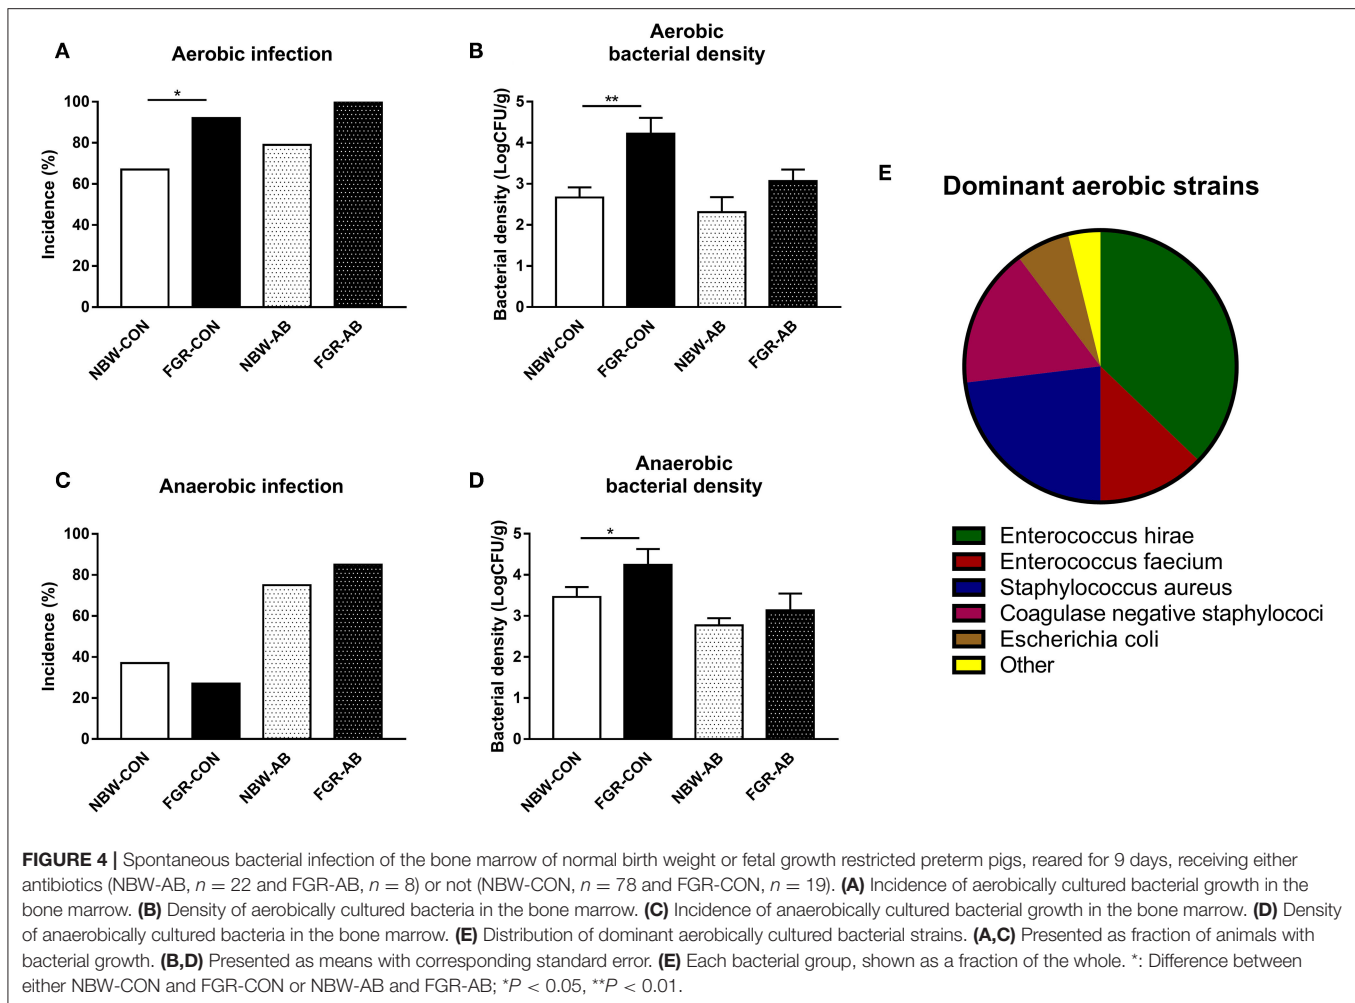 A
Aerobic infection
*
Incidence (%)
100
80
60
40
20
0
NBW-CON
FGR-CON
NBW-AB
FGR-AB
B
Aerobic
bacterial density
**
Bacterial density (LogCFU/g)
5
4
3
2
1
0
NBW-CON
FGR-CON
NBW-AB
FGR-AB
C
Anaerobic infection
Incidence (%)
100
80
60
40
20
0
NBW-CON
FGR-CON
NBW-AB
FGR-AB
D
Anaerobic
bacterial density
*
Bacterial density (LogCFU/g)
5
4
3
2
1
0
NBW-CON
FGR-CON
NBW-AB
FGR-AB
E
Dominant aerobic strains
Enterococcus hirae
Enterococcus faecium
Staphylococcus aureus
Coagulase negative staphylococi
Escherichia coli
Other
FIGURE 4 | Spontaneous bacterial infection of the bone marrow of normal birth weight or fetal growth restricted preterm pigs, reared for 9 days, receiving either
antibiotics (NBW-AB, n = 22 and FGR-AB, n = 8) or not (NBW-CON, n = 78 and FGR-CON, n = 19). (A) Incidence of aerobically cultured bacterial growth in the
bone marrow. (B) Density of aerobically cultured bacteria in the bone marrow. (C) Incidence of anaerobically cultured bacterial growth in the bone marrow. (D) Density
of anaerobically cultured bacteria in the bone marrow. (E) Distribution of dominant aerobically cultured bacterial strains. (A,C) Presented as fraction of animals with
bacterial growth. (B,D) Presented as means with corresponding standard error. (E) Each bacterial group, shown as a fraction of the whole. *: Difference between
either NBW-CON and FGR-CON or NBW-AB and FGR-AB; *P < 0.05, **P < 0.01.